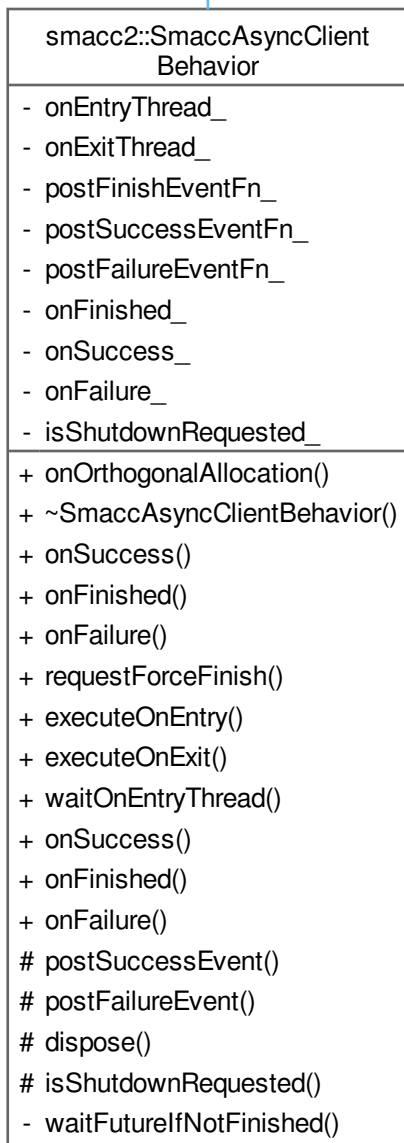 smacc2::SmaccAsyncClient
Behavior
- onEntryThread_
- onExitThread_
- postFinishEventFn_
- postSuccessEventFn_
- postFailureEventFn_
- onFinished_
- onSuccess_
- onFailure_
- isShutdownRequested_
+ onOrthogonalAllocation()
+ ~SmaccAsyncClientBehavior()
+ onSuccess()
+ onFinished()
+ onFailure()
+ requestForceFinish()
+ executeOnEntry()
+ executeOnExit()
+ waitOnEntryThread()
+ onSuccess()
+ onFinished()
+ onFailure()
# postSuccessEvent()
# postFailureEvent()
# dispose()
# isShutdownRequested()
- waitFutureIfNotFinished()